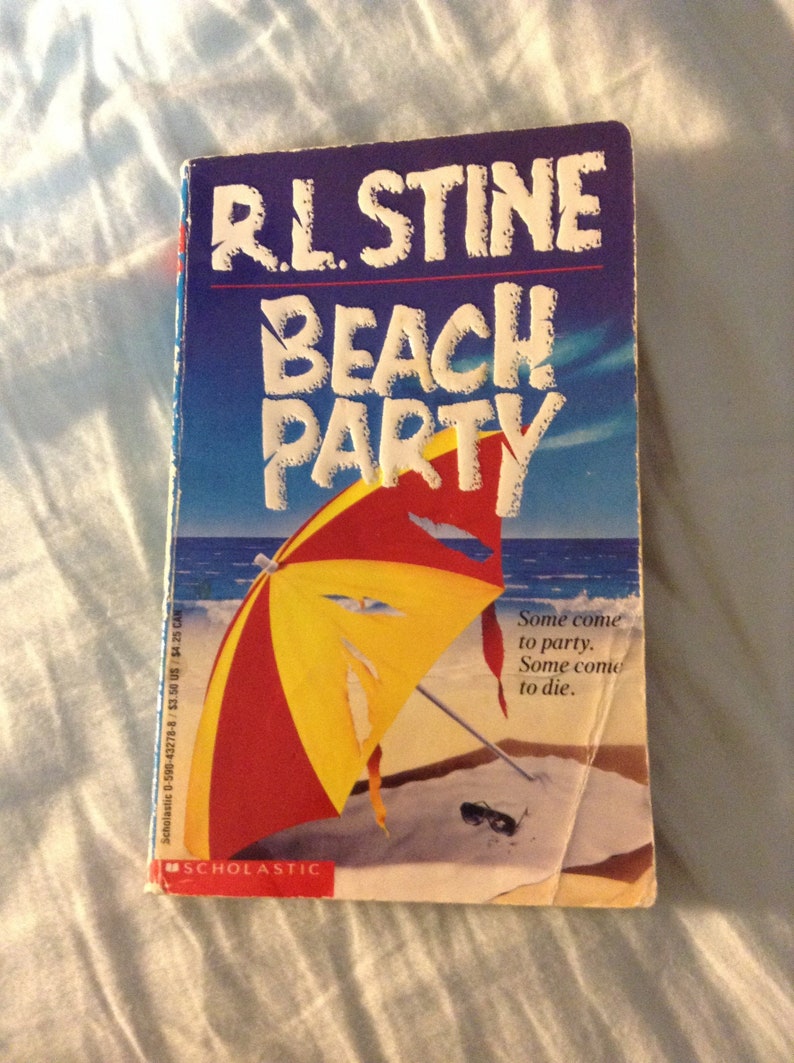 R.L. STINE
BEACH
PARTY
Some come
to party.
Some come
to die.
Scholastic 0-590-43278-8 / $3.50 US / $4.25 CAN
SCHOLASTIC